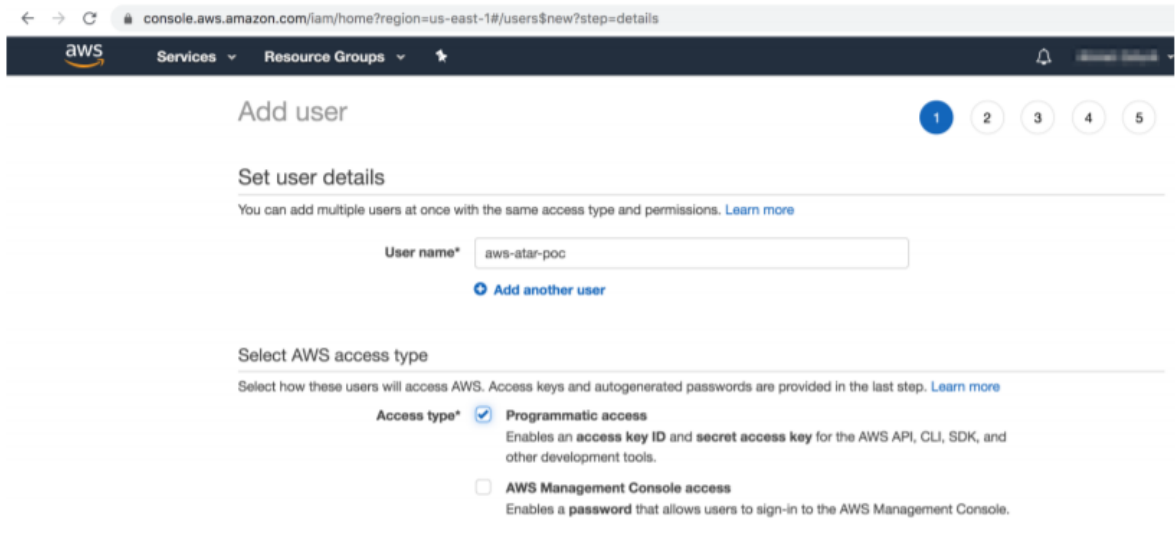 console.aws.amazon.com/iam/home?region=us-east-1#/users$new?step=details
aws Services Resource Groups
Add user 1 2 3 4 5
Set user details
You can add multiple users at once with the same access type and permissions. Learn more
User name* aws-atar-poc
Add another user
Select AWS access type
Select how these users will access AWS. Access keys and autogenerated passwords are provided in the last step. Learn more
Access type* Programmatic access
Enables an access key ID and secret access key for the AWS API, CLI, SDK, and
other development tools.
AWS Management Console access
Enables a password that allows users to sign-in to the AWS Management Console.